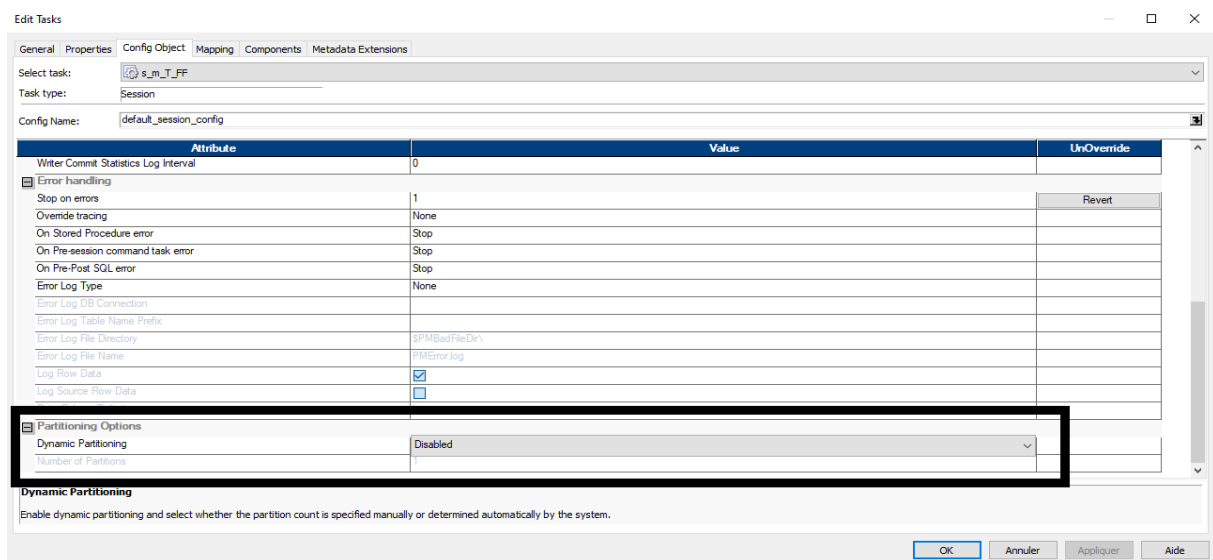 Edit Tasks
General Properties Config Object Mapping Components Metadata Extensions
Select task: s_m_T_FF
Task type: Session
Config Name: default_session_config
Attribute Value UnOverride
Writer Commit Statistics Log Interval 0
Error handling
Stop on errors 1 Revert
Override tracing None
On Stored Procedure error Stop
On Pre-session command task error Stop
On Pre-Post SQL error Stop
Error Log Type None
Error Log DB Connection
Error Log Table Name Prefix
Error Log File Directory $PMBadFileDir\
Error Log File Name PMError.log
Log Row Data
Log Source Row Data
Partitioning Options
Dynamic Partitioning Disabled
Number of Partitions 1
Dynamic Partitioning
Enable dynamic partitioning and select whether the partition count is specified manually or determined automatically by the system.
OK Annuler Appliquer Aide